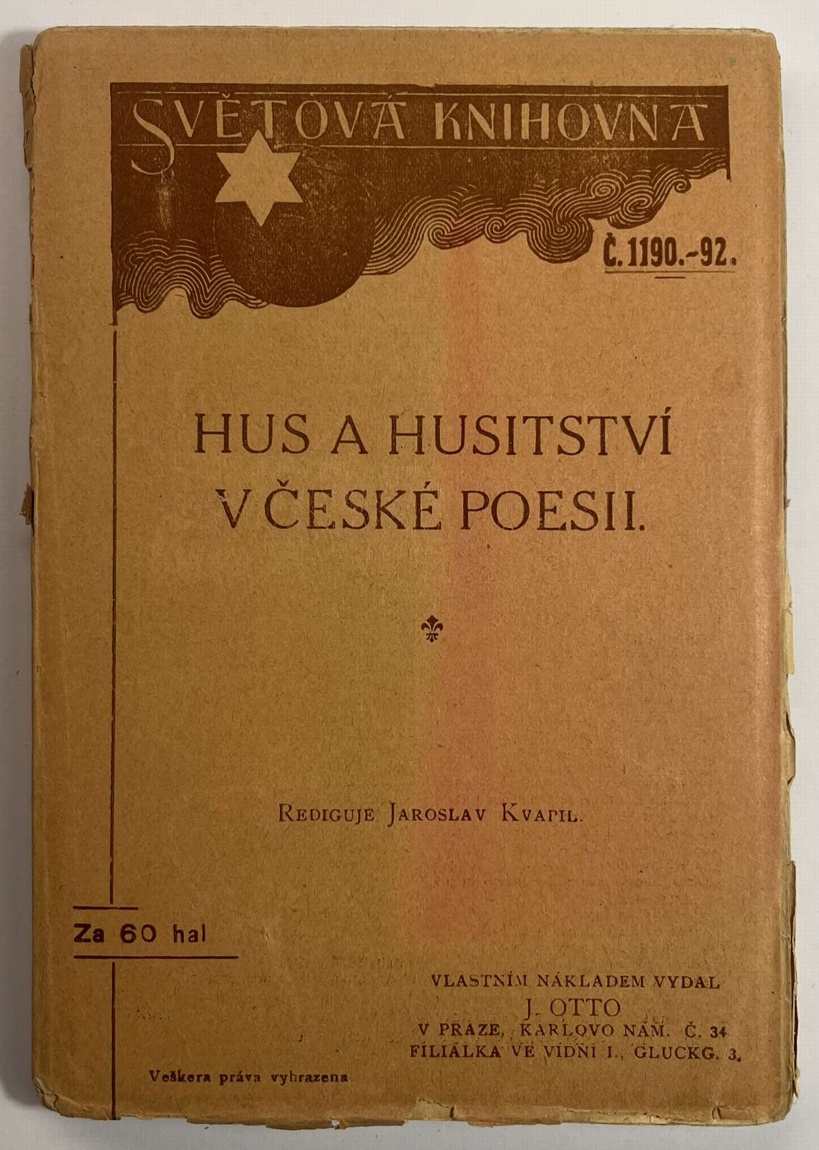 SVĚTOVÁ KNIHOVNA
Č. 1190.-92.
HUS A HUSITSTVÍ
V ČESKÉ POESII.
REDIGUJE JAROSLAV KVAPIL.
Za 60 hal
VLASTNÍM NÁKLADEM VYDAL
J. OTTO
V PRAZE, KARLOVO NÁM. Č. 34
FILIÁLKA VE VÍDNI I., GLUCKG. 3.
Veškera práva vyhrazena